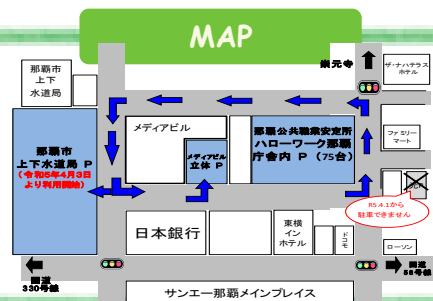 MAP
崇元寺
ザ・ナハテラス
ホテル
那覇市
上下
水道局
メディアビル
那覇公共職業安定所
ハローワーク那覇
庁舎内 P (75台)
ファミリー
マート
那覇市
上下水道局 P
(令和5年4月3日
より利用開始)
メディアビル
立体 P
R5.4.1から
駐車できません
日本銀行
東横
イン
ホテル
ドコモ
ローソン
国道
330号線
国道
58号線
サンエー那覇メインプレイス